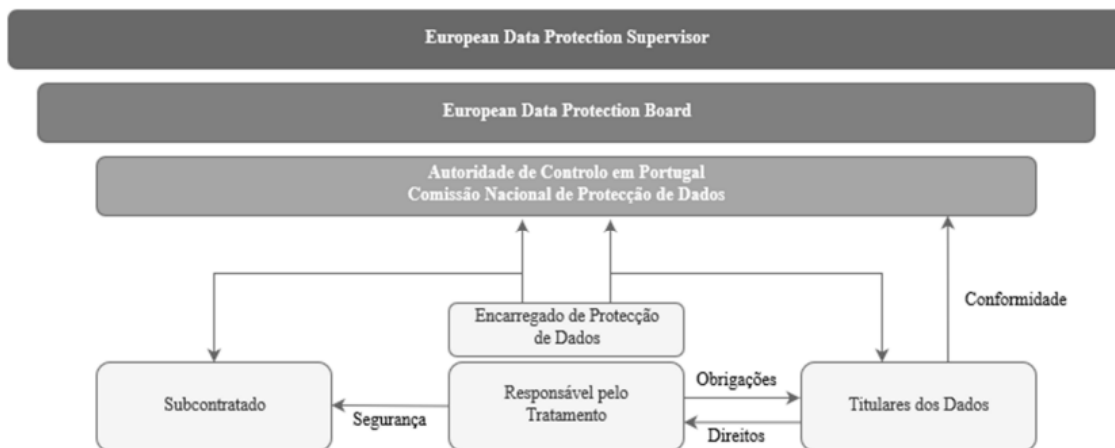 European Data Protection Supervisor
European Data Protection Board
Autoridade de Controlo em Portugal
Comissão Nacional de Protecção de Dados
Conformidade
Encarregado de Protecção
de Dados
Subcontratado
Segurança
Responsável pelo
Tratamento
Obrigações
Direitos
Titulares dos Dados